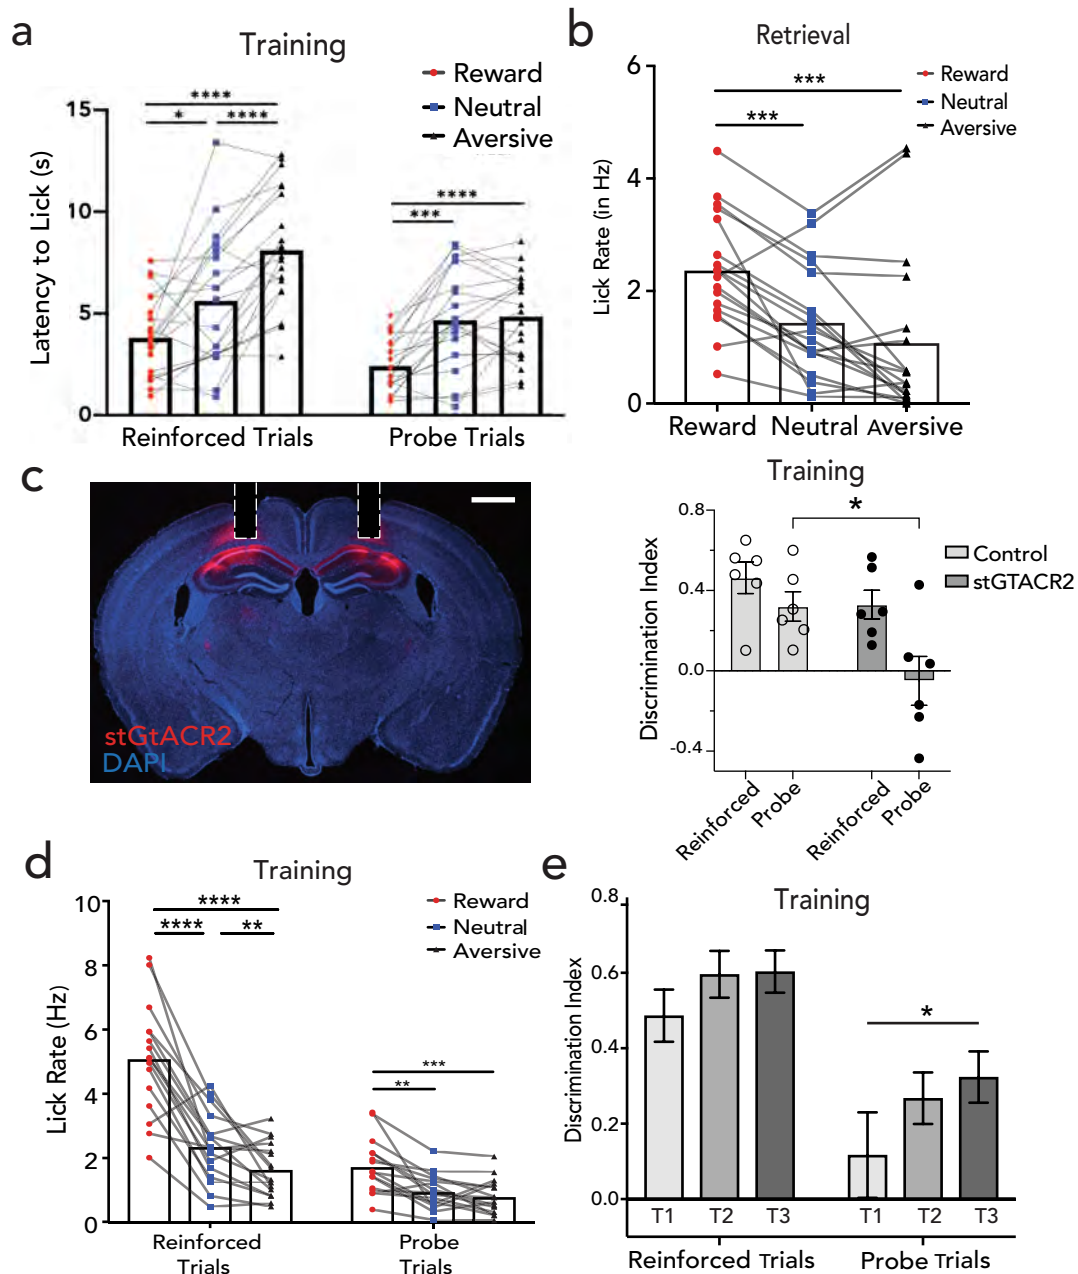 a
Training
Reward
Neutral
Aversive
Latency to Lick (s)
15
10
5
0
****
*
****
****
***
Reinforced Trials
Probe Trials
b
Retrieval
Reward
Neutral
Aversive
Lick Rate (in Hz)
6
4
2
0
***
***
Reward
Neutral
Aversive
c
stGtACR2
DAPI
Training
Discrimination Index
0.8
0.4
0.0
-0.4
*
Control
stGTACR2
Reinforced
Probe
Reinforced
Probe
d
Training
Reward
Neutral
Aversive
Lick Rate (Hz)
10
8
6
4
2
0
****
****
**
***
**
Reinforced
Trials
Probe
Trials
e
Training
Discrimination Index
0.8
0.6
0.4
0.2
0.0
*
T1 T2 T3
T1 T2 T3
Reinforced Trials
Probe Trials